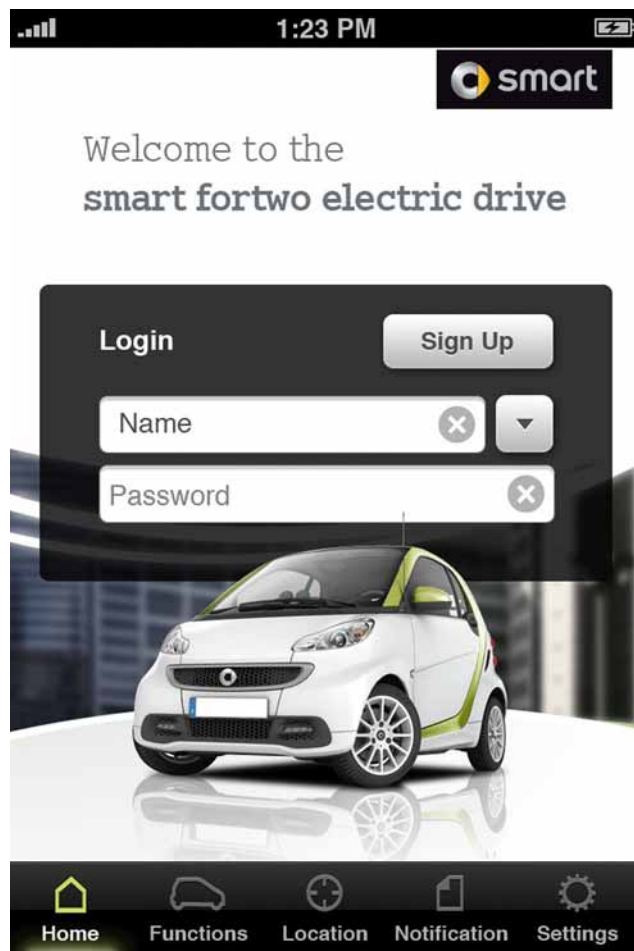 1:23 PM
smart
Welcome to the
smart fortwo electric drive
Login
Sign Up
Name
Password
Home Functions Location Notification Settings